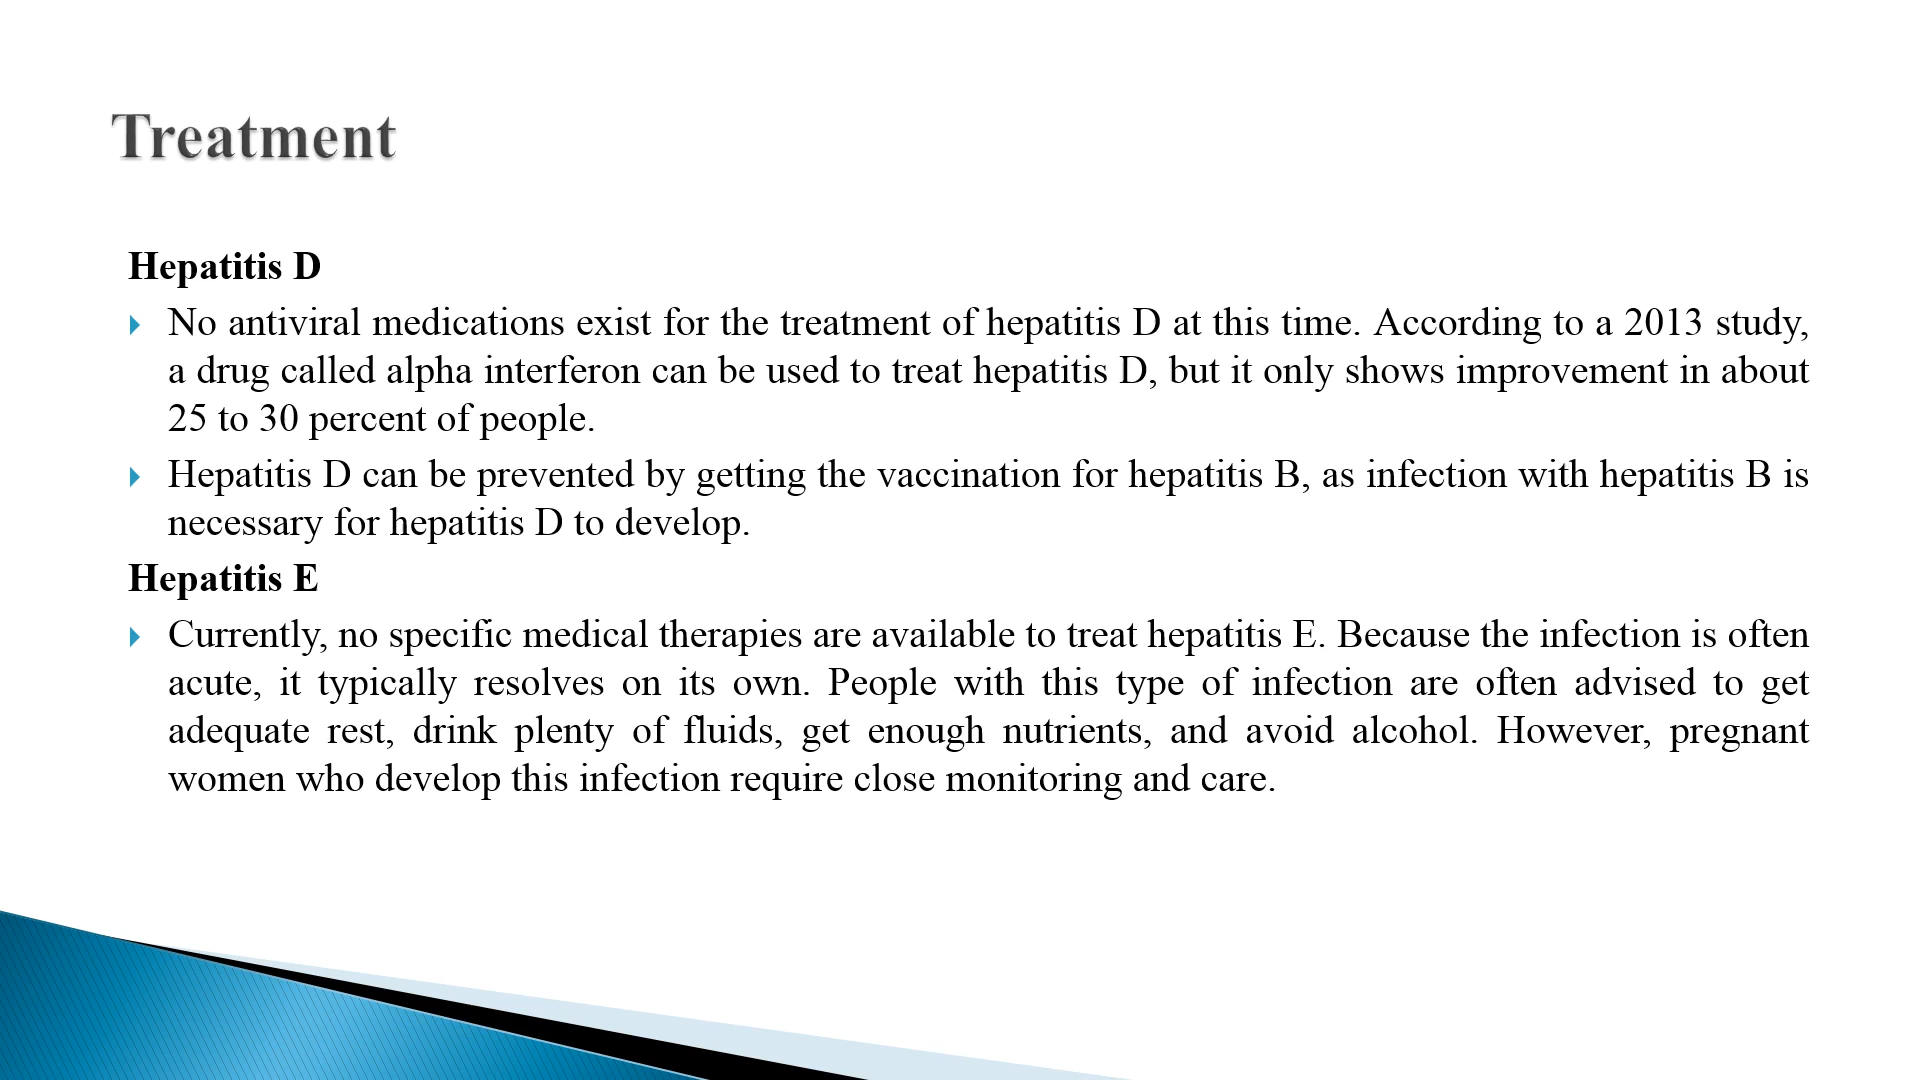 Treatment
Hepatitis D
No antiviral medications exist for the treatment of hepatitis D at this time. According to a 2013 study,
a drug called alpha interferon can be used to treat hepatitis D, but it only shows improvement in about
25 to 30 percent of people.
Hepatitis D can be prevented by getting the vaccination for hepatitis B, as infection with hepatitis B is
necessary for hepatitis D to develop.
Hepatitis E
Currently, no specific medical therapies are available to treat hepatitis E. Because the infection is often
acute, it typically resolves on its own. People with this type of infection are often advised to get
adequate rest, drink plenty of fluids, get enough nutrients, and avoid alcohol. However, pregnant
women who develop this infection require close monitoring and care.